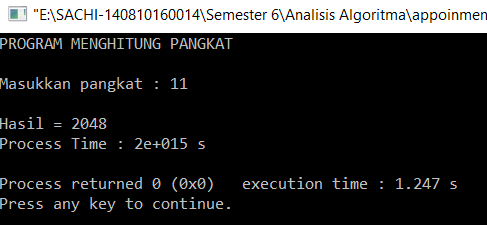 "E:\SACHI-140810160014\Semester 6\Analisis Algoritma\appoinmen
PROGRAM MENGHITUNG PANGKAT
Masukkan pangkat : 11
Hasil = 2048
Process Time : 2e+015 s
Process returned 0 (0x0)   execution time : 1.247 s
Press any key to continue.